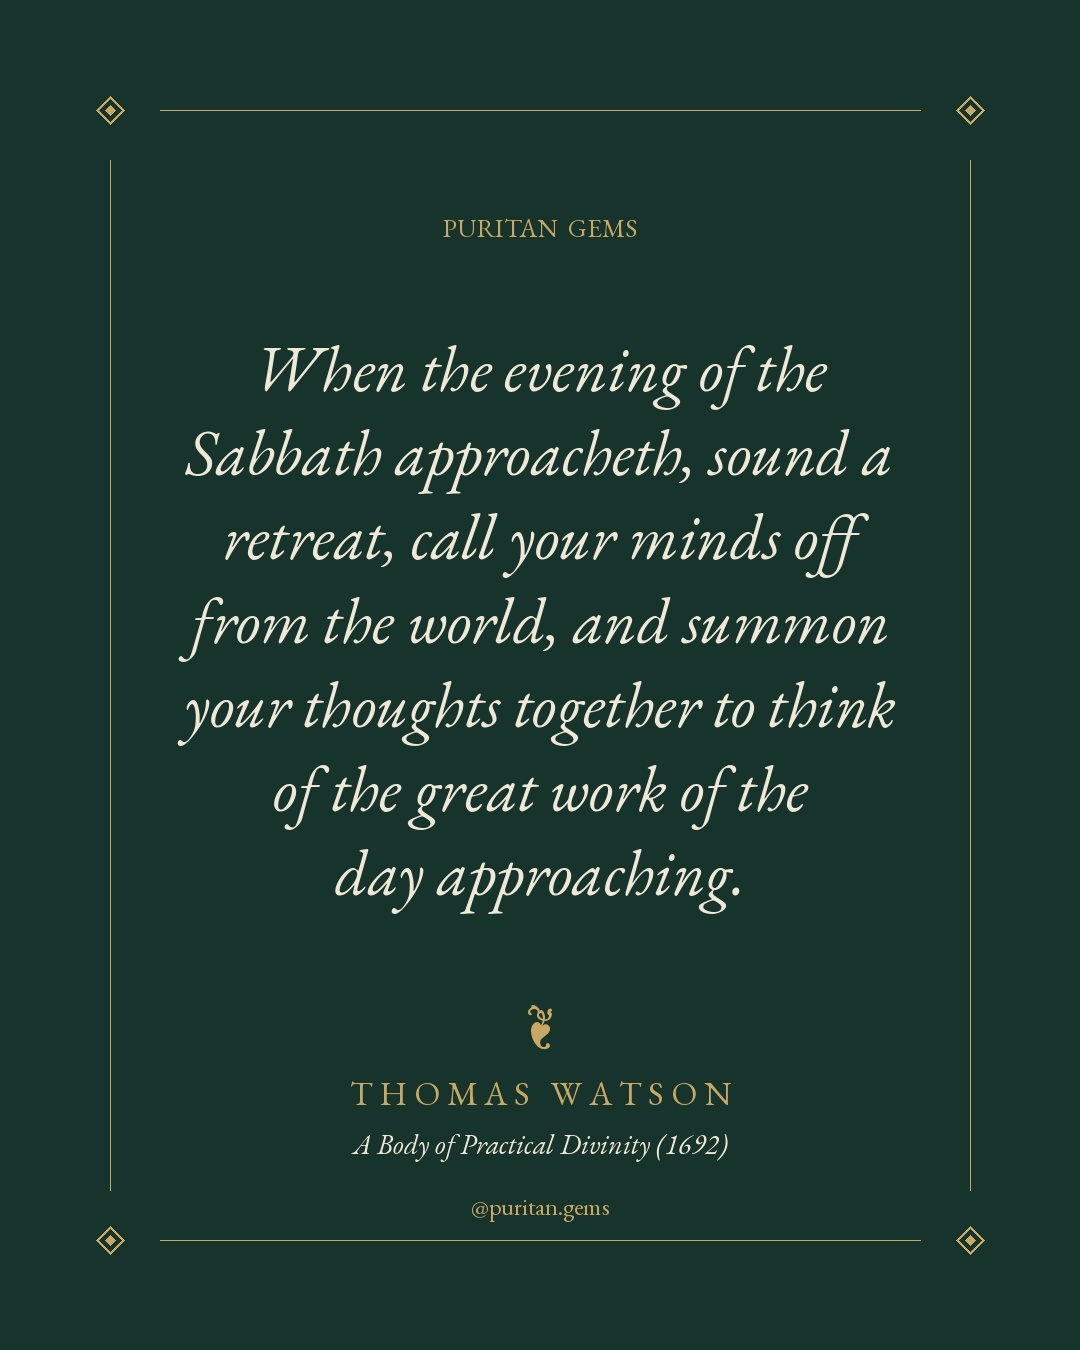 PURITAN GEMS
When the evening of the
Sabbath approacheth, sound a
retreat, call your minds off
from the world, and summon
your thoughts together to think
of the great work of the
day approaching.
THOMAS WATSON
A Body of Practical Divinity (1692)
@puritan.gems